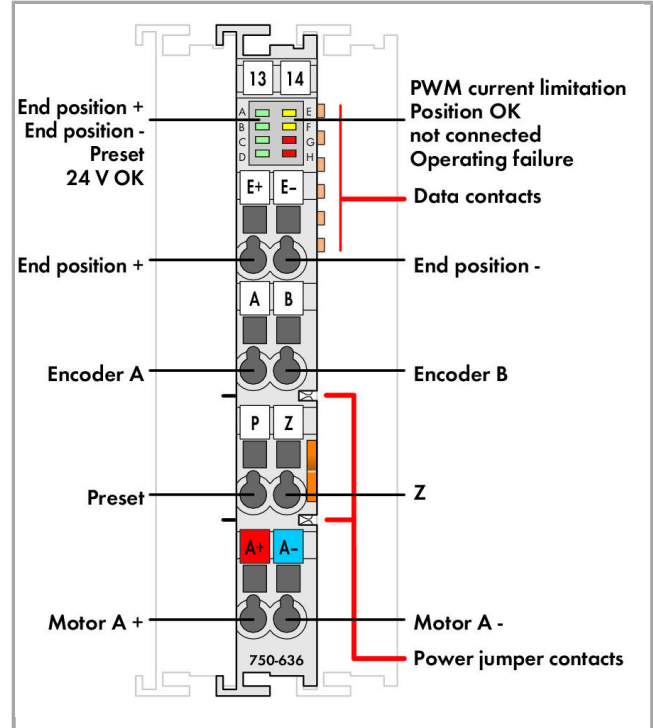 13 14
End position +
End position -
Preset
24 V OK
A
B
C
D
E
F
G
H
PWM current limitation
Position OK
not connected
Operating failure
Data contacts
E+ E-
End position +
End position -
A B
Encoder A
Encoder B
P Z
Preset
Z
A+ A-
Motor A +
Motor A -
750-636
Power jumper contacts